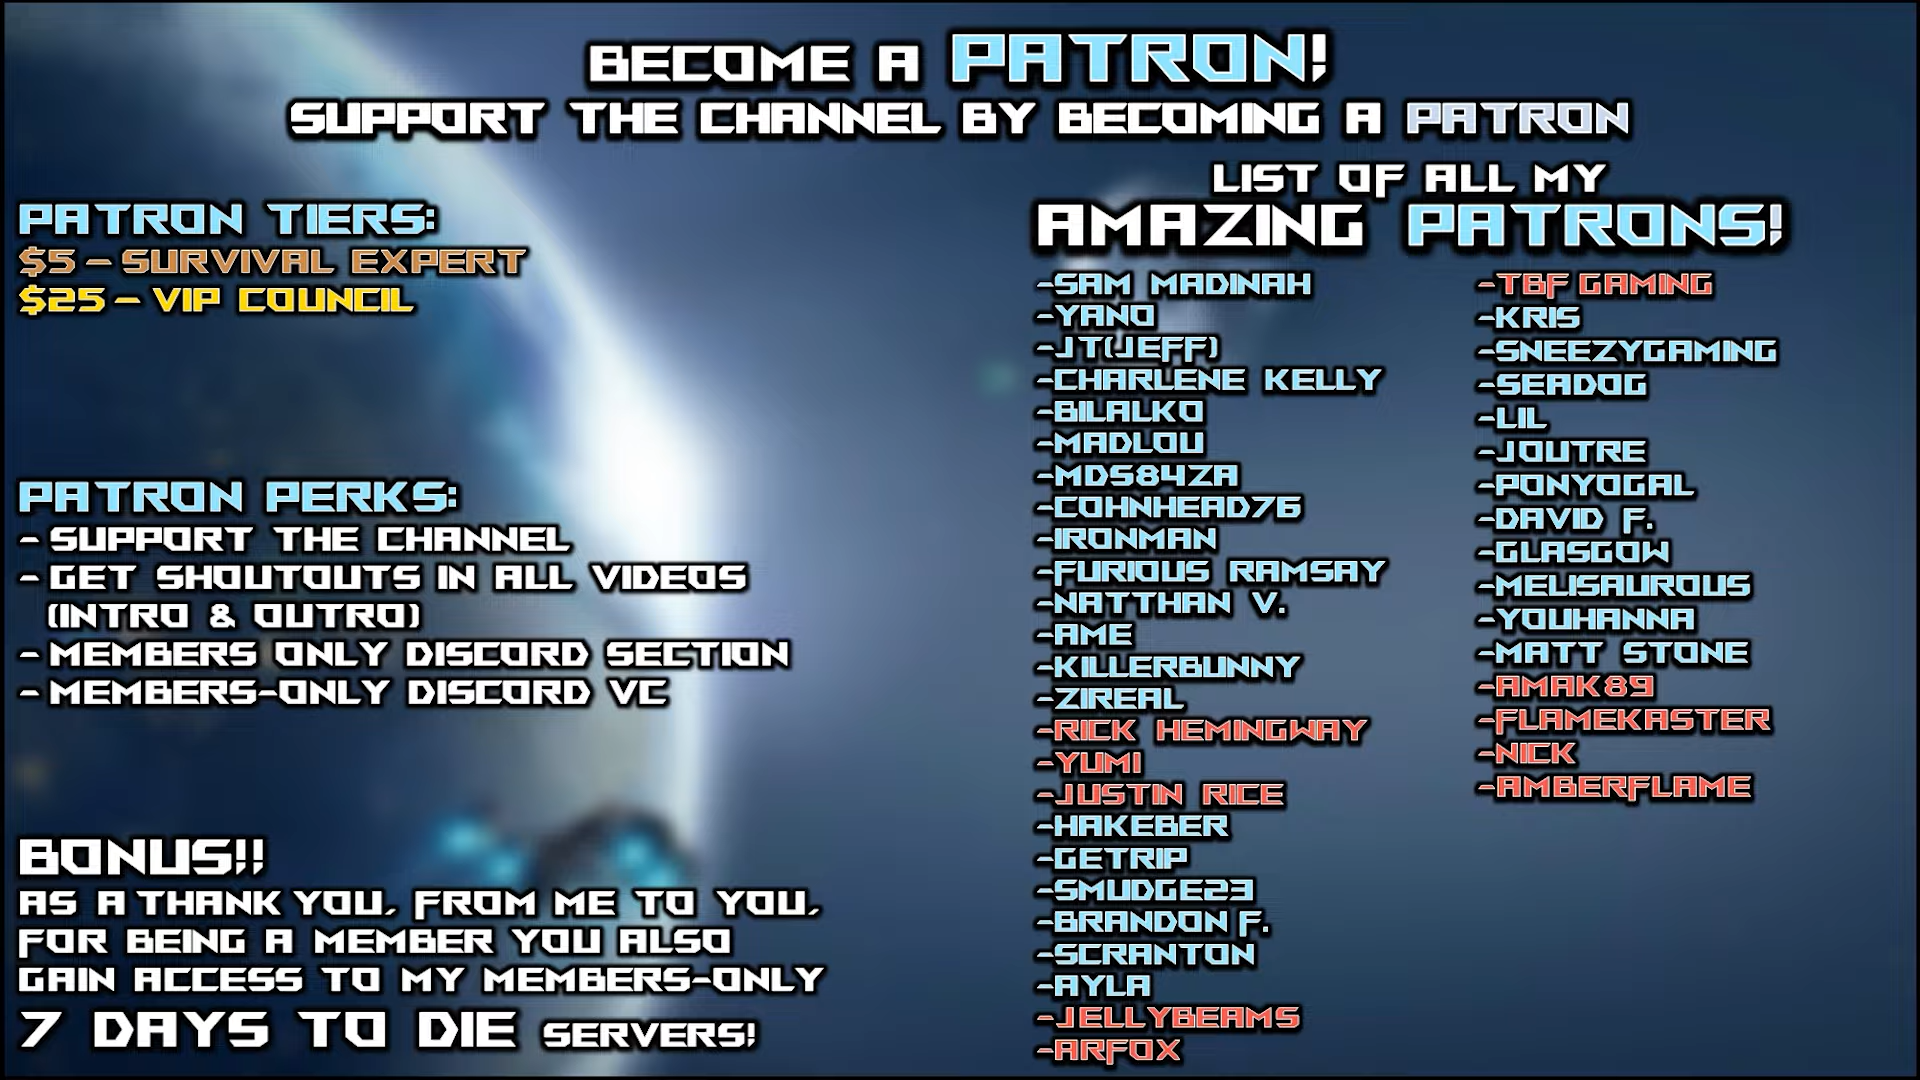 BECOME A PATRON!
SUPPORT THE CHANNEL BY BECOMING A PATRON
PATRON TIERS:
$5 – SURVIVAL EXPERT
$25 – VIP COUNCIL
PATRON PERKS:
- SUPPORT THE CHANNEL
- GET SHOUTOUTS IN ALL VIDEOS
(INTRO & OUTRO)
- MEMBERS ONLY DISCORD SECTION
- MEMBERS-ONLY DISCORD VC
BONUS!!
AS A THANK YOU, FROM ME TO YOU,
FOR BEING A MEMBER YOU ALSO
GAIN ACCESS TO MY MEMBERS-ONLY
7 DAYS TO DIE SERVERS!
LIST OF ALL MY
AMAZING PATRONS!
-SAM MADINAH
-YANO
-JT(JEFF)
-CHARLENE KELLY
-BILALKO
-MADLOU
-MDS84ZA
-COHNHEAD76
-IRONMAN
-FURIOUS RAMSAY
-NATTHAN V.
-AME
-KILLERBUNNY
-ZIREAL
-RICK HEMINGWAY
-YUMI
-JUSTIN RICE
-HAKEBER
-GETRIP
-SMUDGE23
-BRANDON F.
-SCRANTON
-AYLA
-JELLYBEAMS
-ARFOX
-TBF GAMING
-KRIS
-SNEEZYGAMING
-SEADOG
-LIL
-JOUTRE
-PONYOGAL
-DAVID F.
-GLASGOW
-MELISAUROUS
-YOUHANNA
-MATT STONE
-AMAK89
-FLAMEKASTER
-NICK
-AMBERFLAME